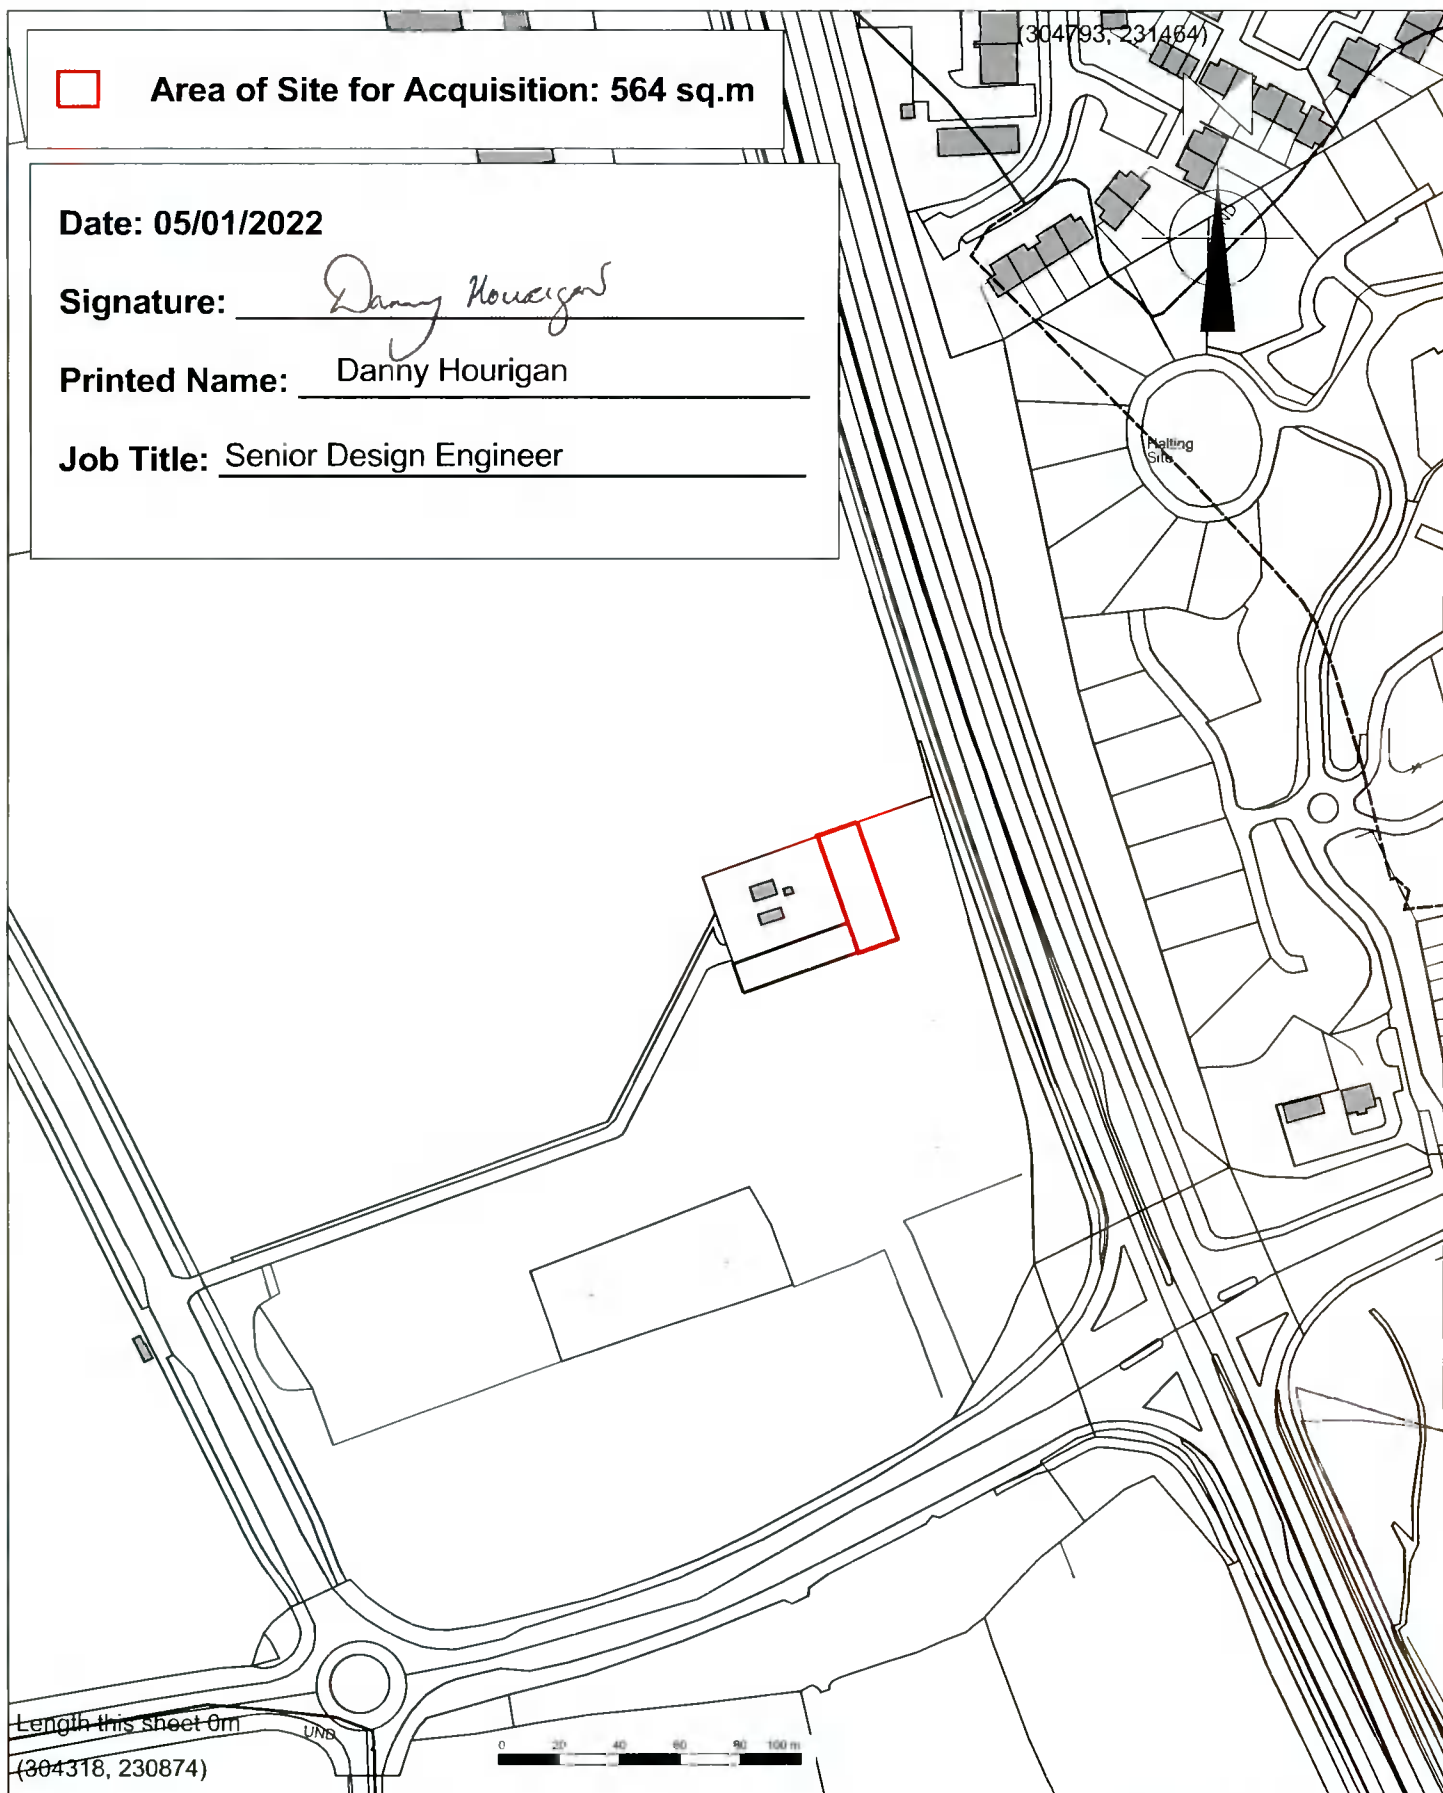 (304793, 231464)
Area of Site for Acquisition: 564 sq.m
Date: 05/01/2022
Signature: Danny Hourigan
Printed Name: Danny Hourigan
Job Title: Senior Design Engineer
Halting
Site
Length this sheet 0m
UND
(304318, 230874)
0 20 40 60 80 100 m